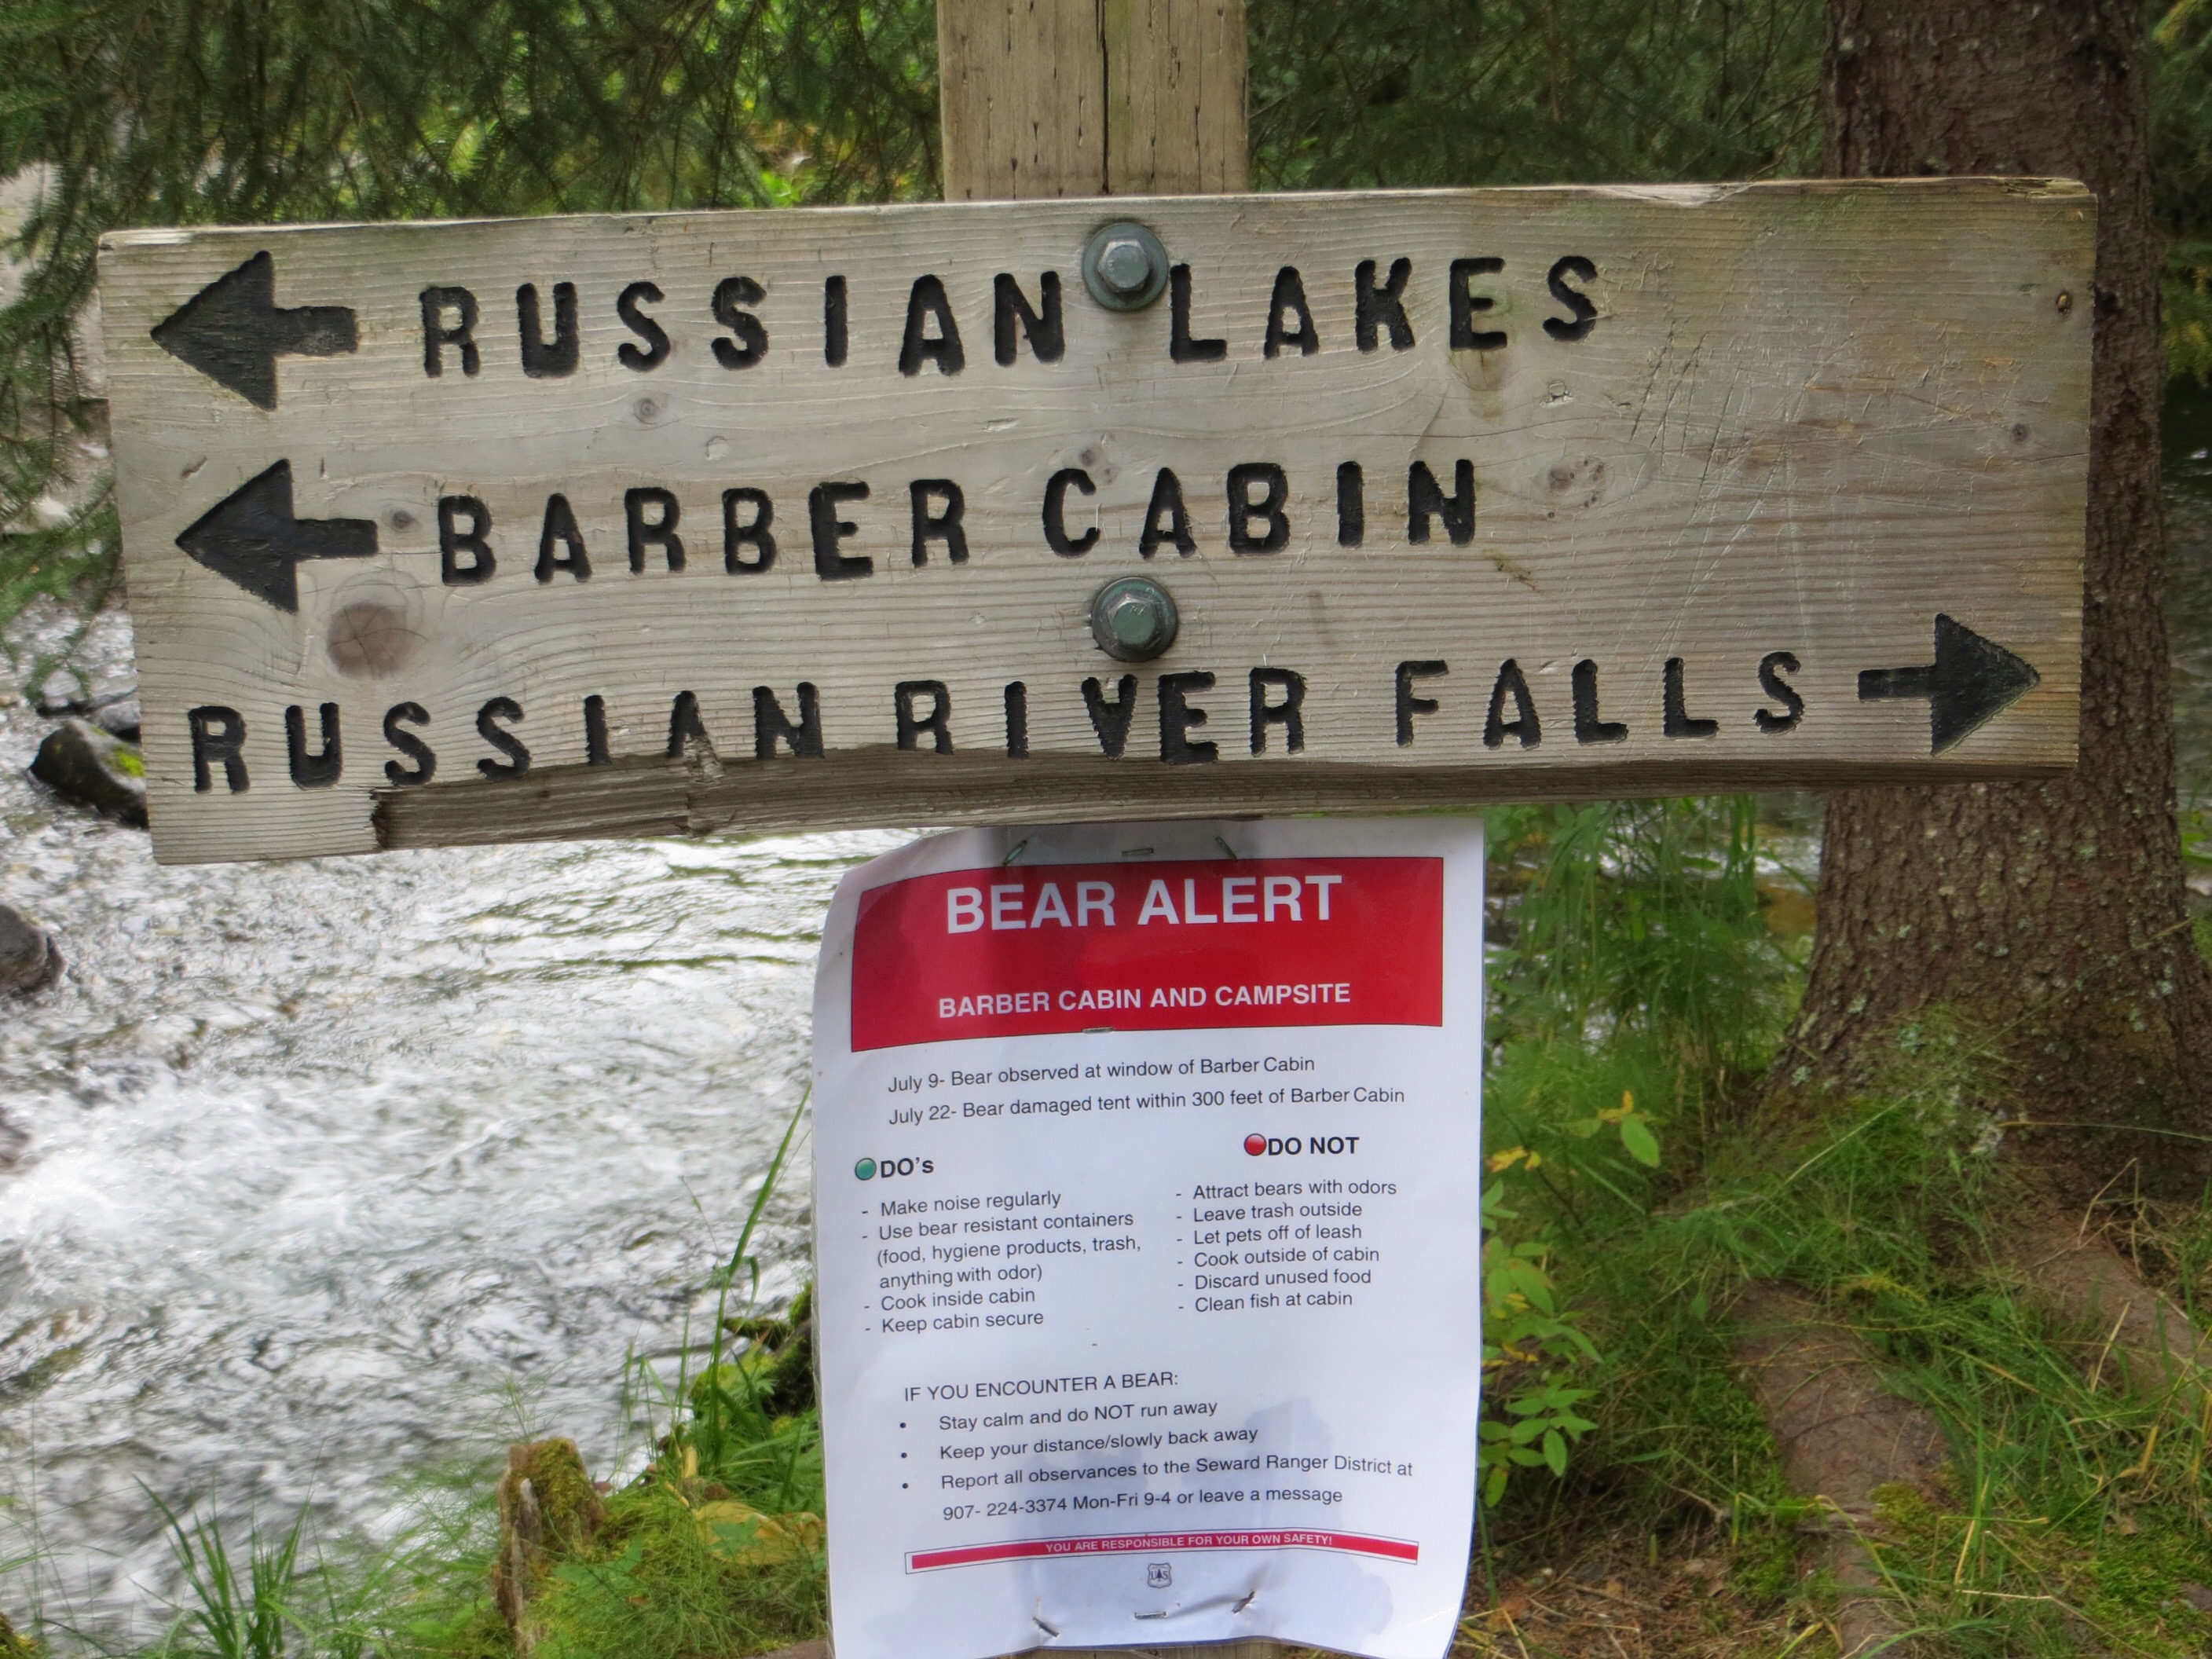 RUSSIAN LAKES
BARBER CABIN
RUSSIAN RIVER FALLS
BEAR ALERT
BARBER CABIN AND CAMPSITE
July 9- Bear observed at window of Barber Cabin
July 22- Bear damaged tent within 300 feet of Barber Cabin
DO's
- Make noise regularly
- Use bear resistant containers
(food, hygiene products, trash,
anything with odor)
- Cook inside cabin
- Keep cabin secure
DO NOT
- Attract bears with odors
- Leave trash outside
- Let pets off of leash
- Cook outside of cabin
- Discard unused food
- Clean fish at cabin
IF YOU ENCOUNTER A BEAR:
• Stay calm and do NOT run away
• Keep your distance/slowly back away
• Report all observances to the Seward Ranger District at
907- 224-3374 Mon-Fri 9-4 or leave a message
YOU ARE RESPONSIBLE FOR YOUR OWN SAFETY!
U S